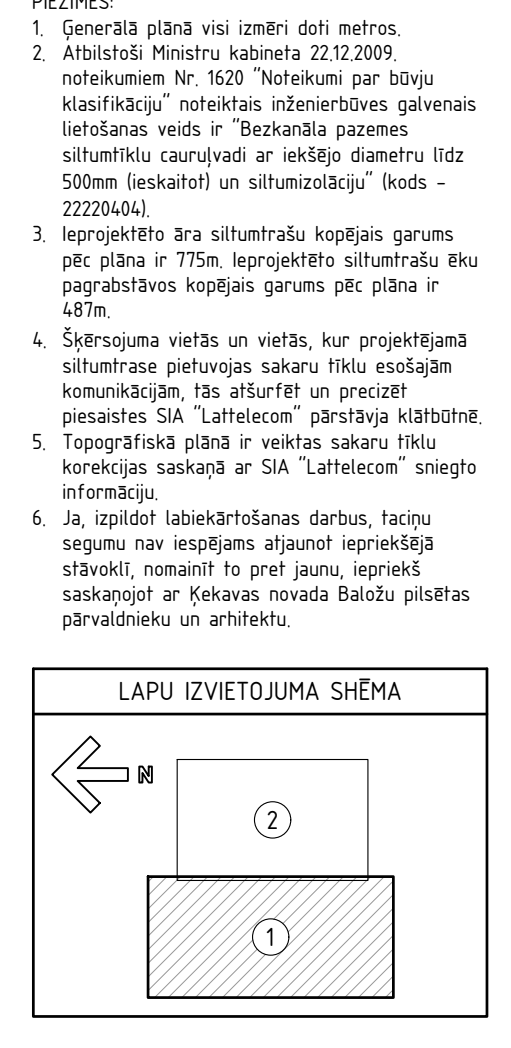 PIEZĪMES:
1. Ģenerālā plānā visi izmēri doti metros.
2. Atbilstoši Ministru kabineta 22.12.2009.
noteikumiem Nr. 1620 "Noteikumi par būvju
klasifikāciju" noteiktais inženierbūves galvenais
lietošanas veids ir "Bezkanāla pazemes
siltumtīklu cauruļvadi ar iekšējo diametru līdz
500mm (ieskaitot) un siltumizolāciju" (kods -
22220404).
3. Ieprojektēto āra siltumtrašu kopējais garums
pēc plāna ir 775m. Ieprojektēto siltumtrašu ēku
pagrabstāvos kopējais garums pēc plāna ir
487m.
4. Šķērsojuma vietās un vietās, kur projektējamā
siltumtrase pietuvojas sakaru tīklu esošajām
komunikācijām, tās atšurfēt un precizēt
piesaistes SIA "Lattelecom" pārstāvja klātbūtnē.
5. Topogrāfiskā plānā ir veiktas sakaru tīklu
korekcijas saskaņā ar SIA "Lattelecom" sniegto
informāciju.
6. Ja, izpildot labiekārtošanas darbus, taciņu
segumu nav iespējams atjaunot iepriekšējā
stāvoklī, nomainīt to pret jaunu, iepriekš
saskaņojot ar Ķekavas novada Baložu pilsētas
pārvaldnieku un arhitektu.
LAPU IZVIETOJUMA SHĒMA
N
2
1